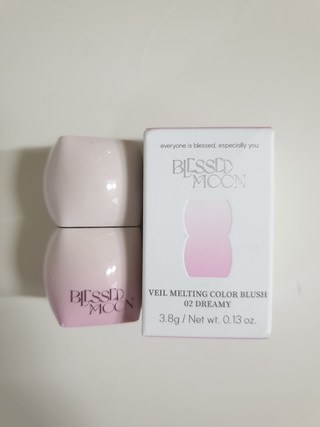 everyone is blessed, especially you
BLESSED
MOON
VEIL MELTING COLOR BLUSH
02 DREAMY
3.8g / Net wt. 0.13 oz.
BLESSED
MOON